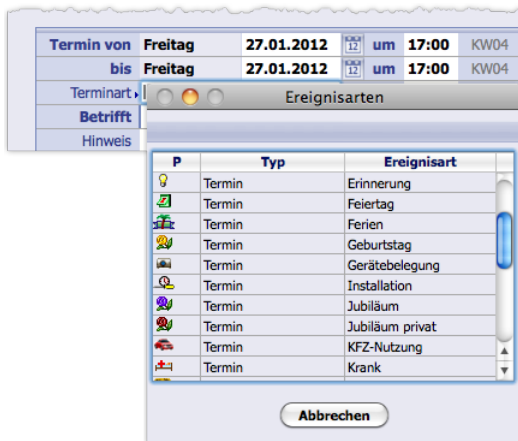 Termin von Freitag 27.01.2012 12 um 17:00 KW04
bis Freitag 27.01.2012 12 um 17:00 KW04
Terminart
Ereignisarten
Betrifft
Hinweis
P Typ Ereignisart
Termin Erinnerung
Termin Feiertag
Termin Ferien
Termin Geburtstag
Termin Gerätebelegung
Termin Installation
Termin Jubiläum
Termin Jubiläum privat
Termin KFZ-Nutzung
Termin Krank
Abbrechen